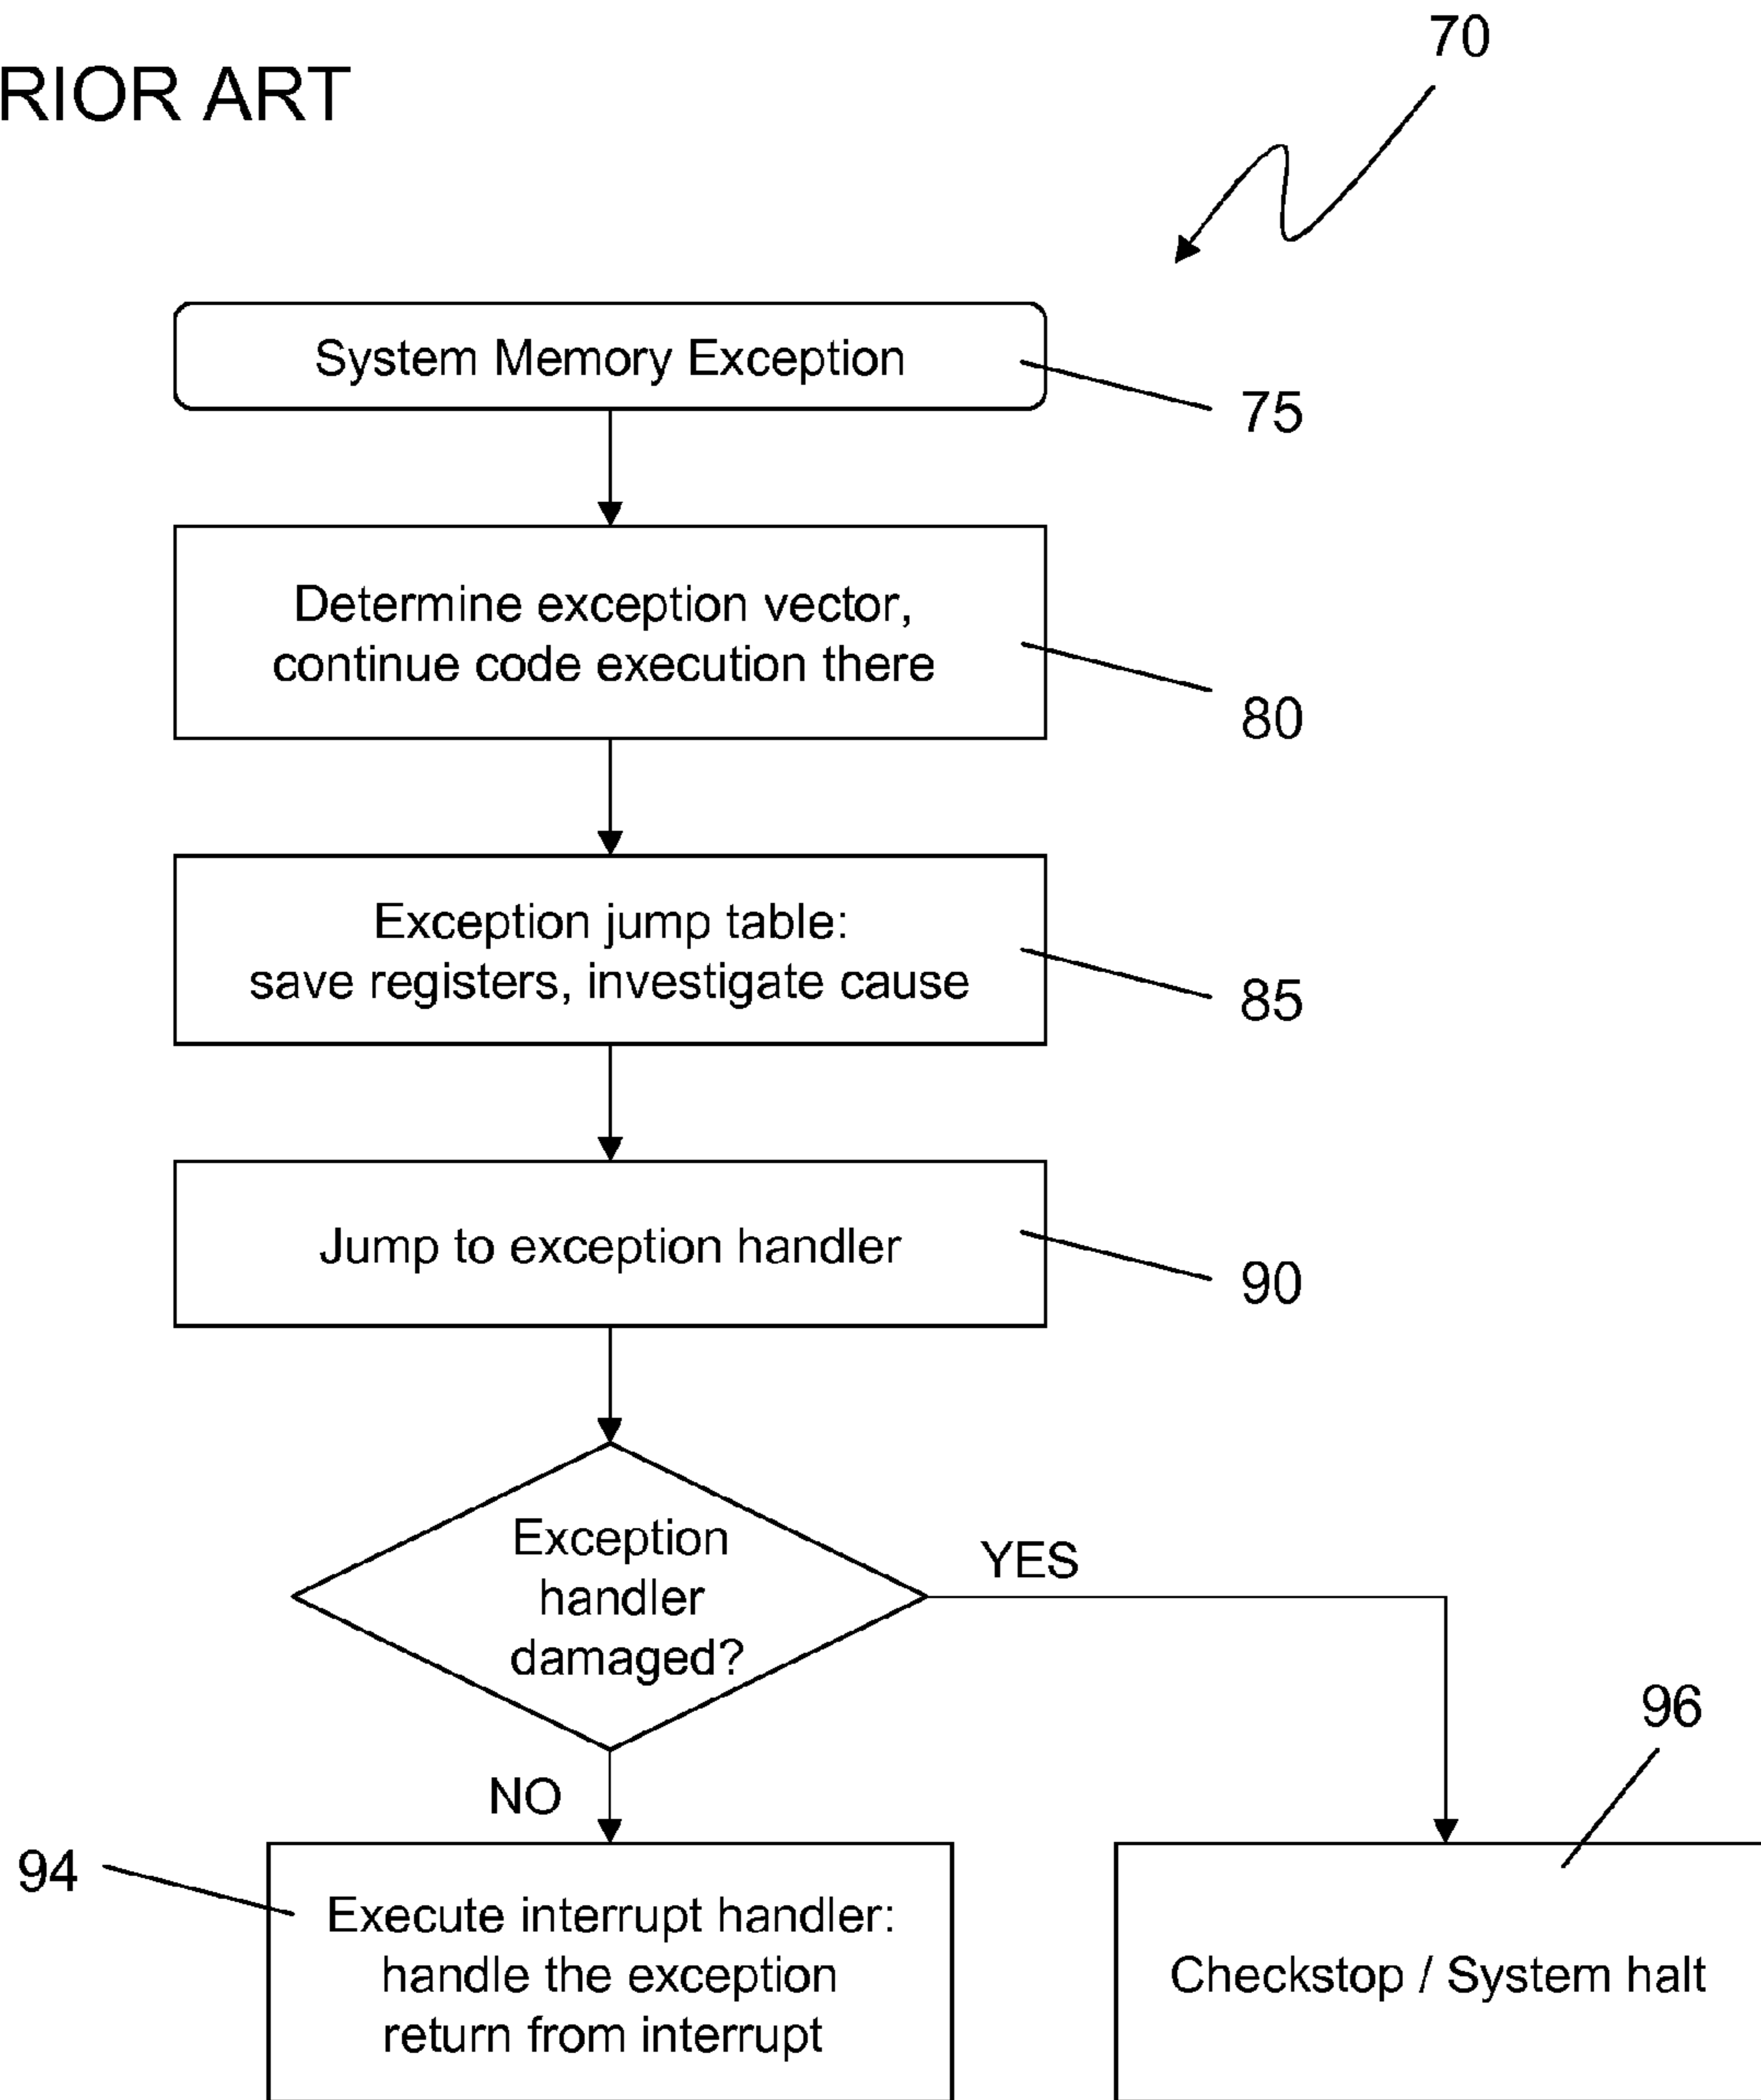 RIOR ART
70
System Memory Exception
75
Determine exception vector,
continue code execution there
80
Exception jump table:
save registers, investigate cause
85
Jump to exception handler
90
Exception
handler
damaged?
YES
NO
96
94
Execute interrupt handler:
handle the exception
return from interrupt
Checkstop / System halt